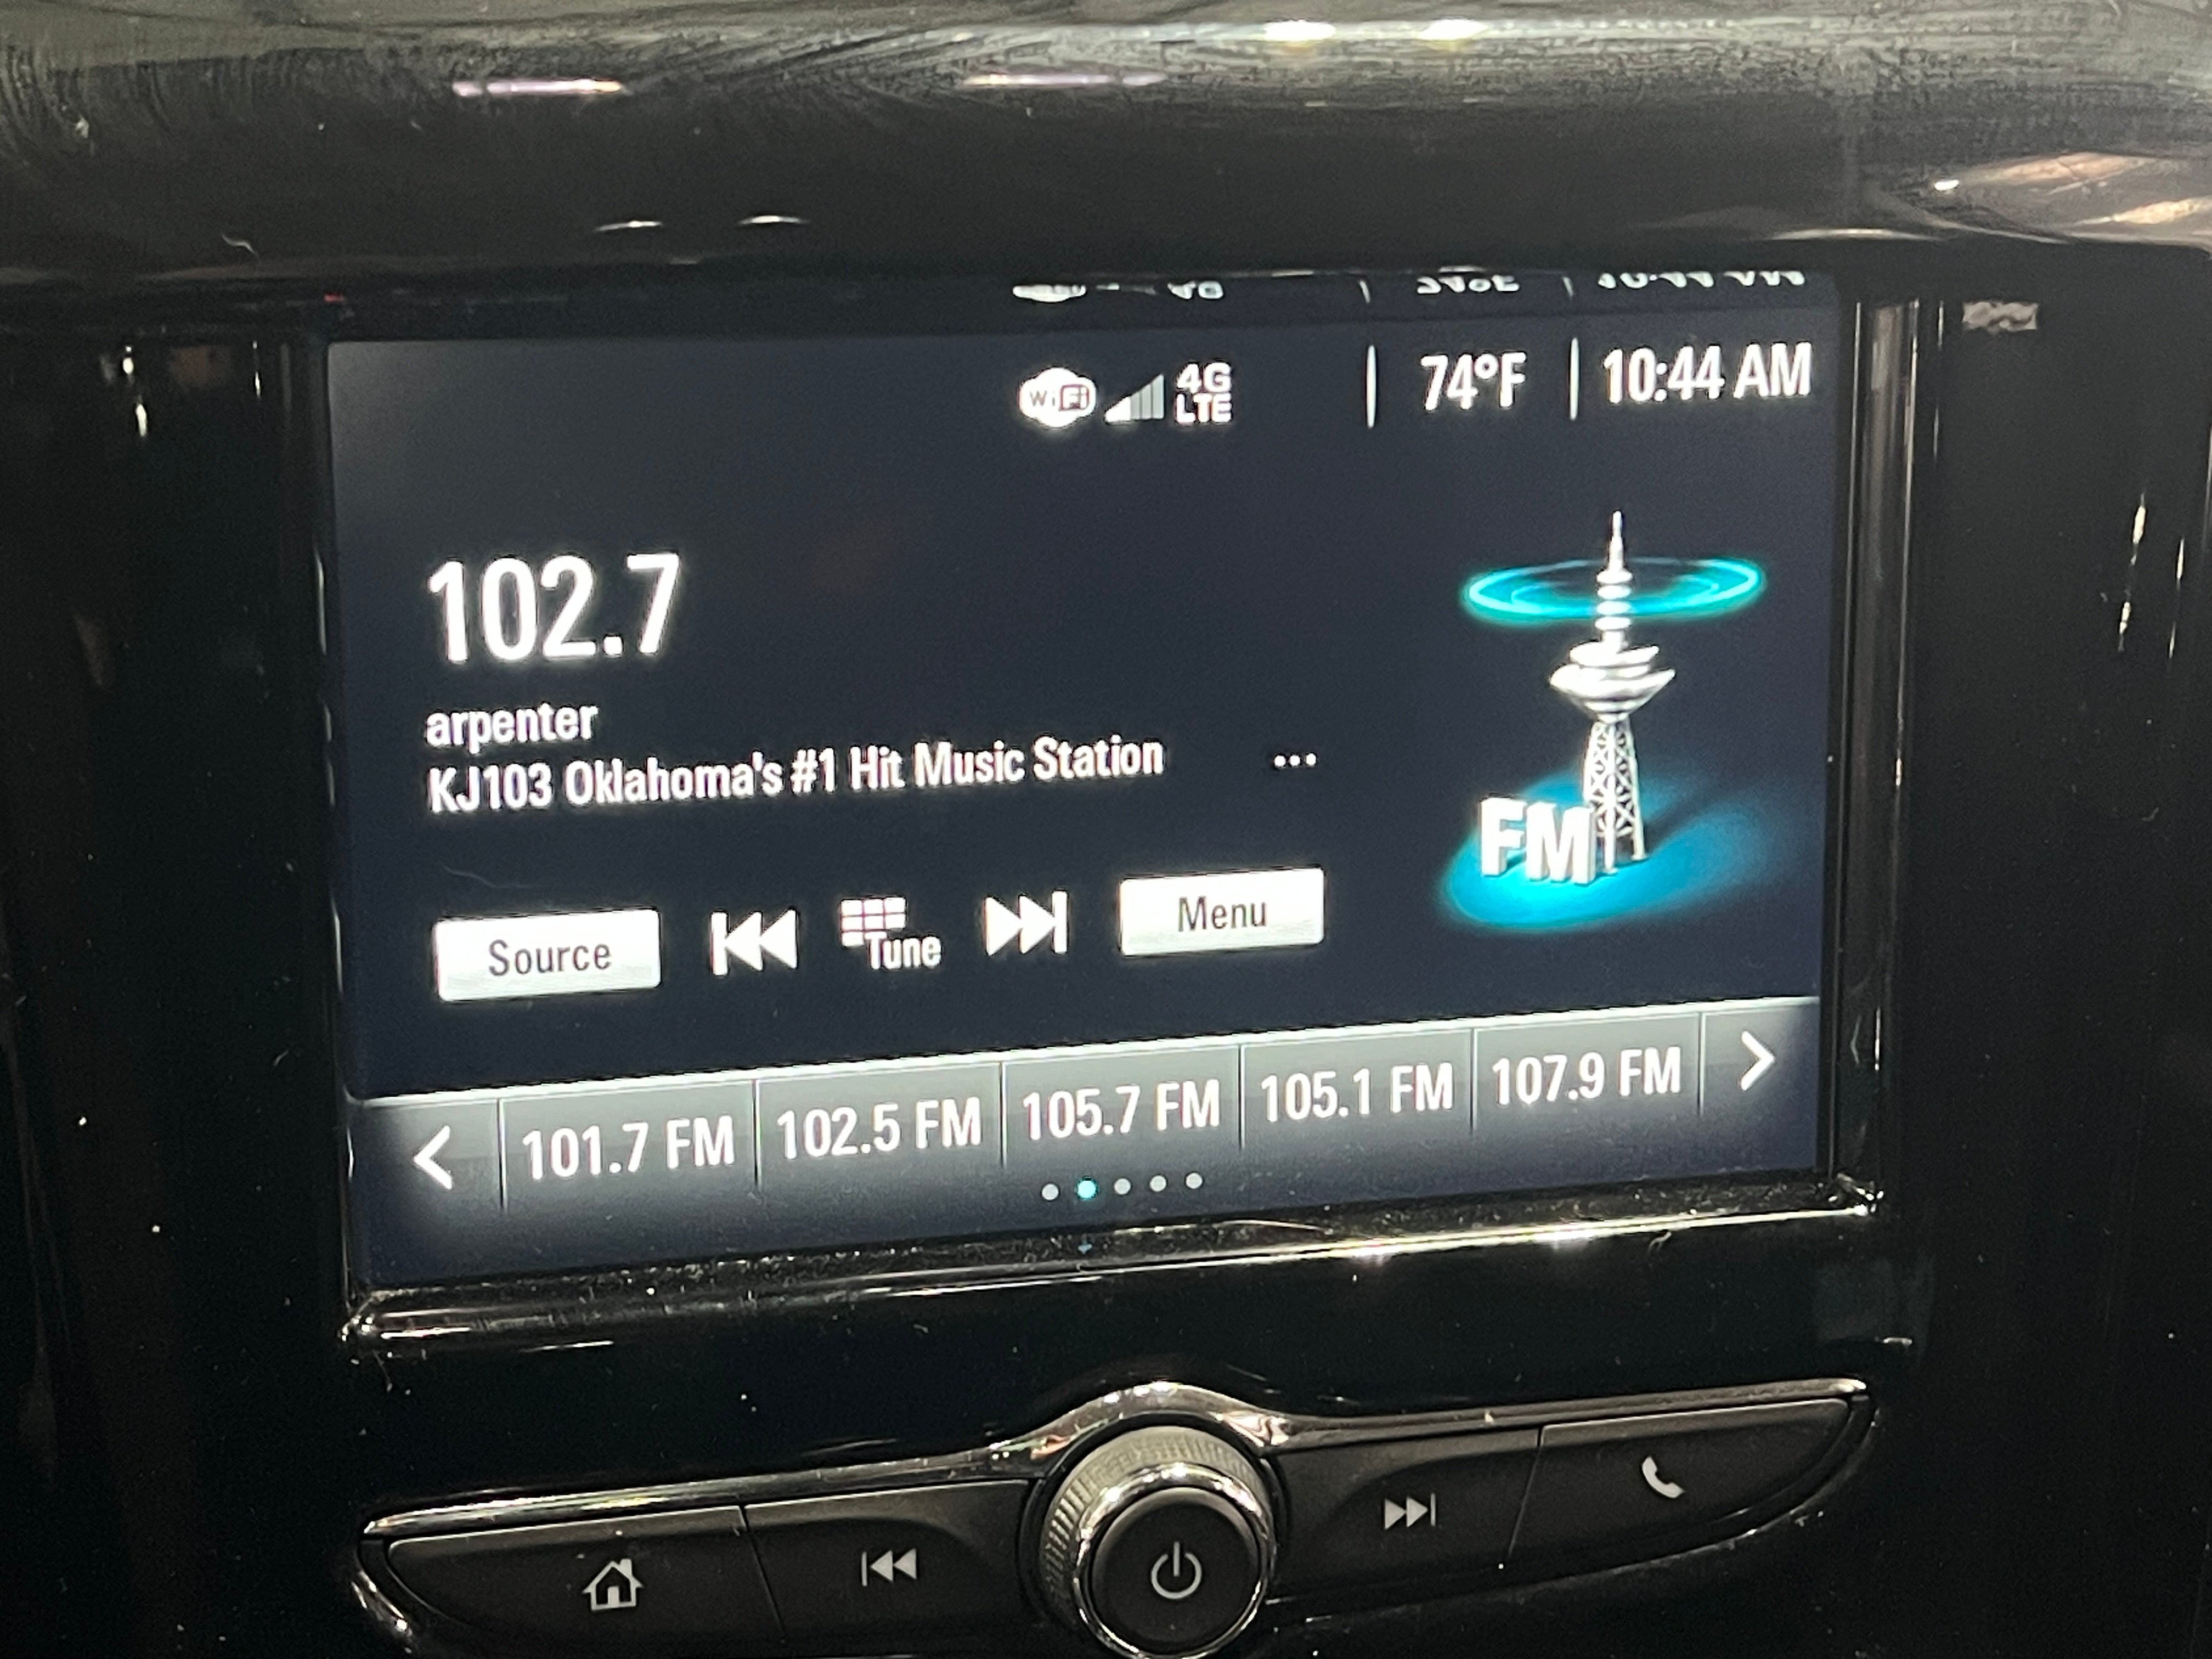 WiFi 4G LTE 74°F 10:44 AM
102.7
arpenter
KJ103 Oklahoma's #1 Hit Music Station ...
Source Tune Menu
FM
101.7 FM 102.5 FM 105.7 FM 105.1 FM 107.9 FM